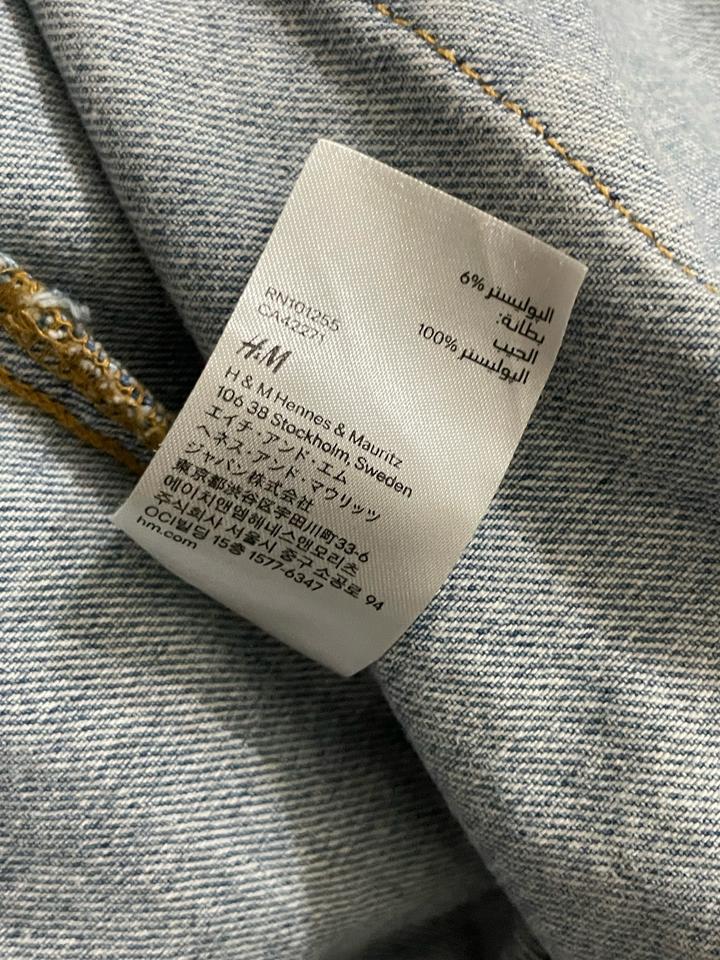 البوليستر 6%
بطانة:
الجيب
البوليستر 100%
RN101255
CA42271
H&M
H & M Hennes & Mauritz
106 38 Stockholm, Sweden
エイチ・アンド・エム
ヘネス・アンド・マウリッツ
ジャパン株式会社
東京都渋谷区宇田川町33-6
에이치앤엠헤네스앤모리츠
주식회사 서울시 중구 소공로 94
OCI빌딩 15층 1577-6347
hm.com